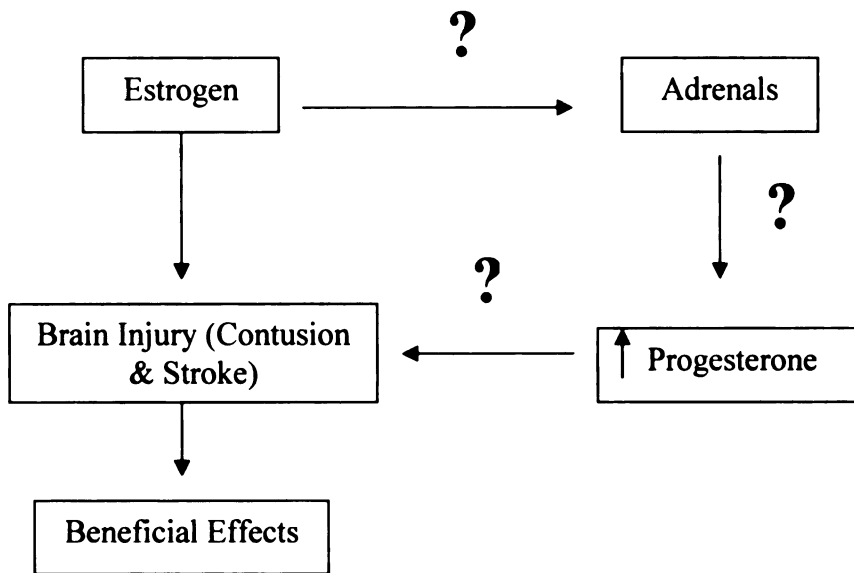 ?
Estrogen
Adrenals
?
?
Brain Injury (Contusion
& Stroke)
Progesterone
Beneficial Effects